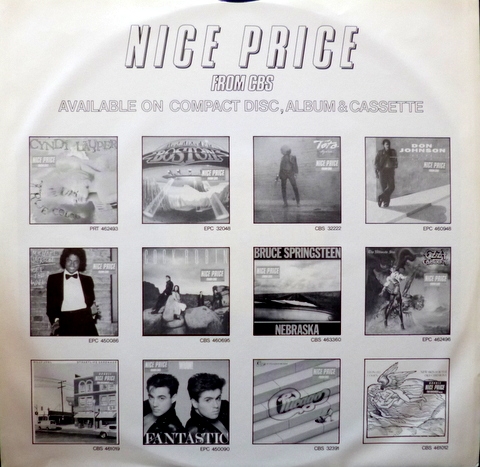 NICE PRICE
FROM CBS
AVAILABLE ON COMPACT DISC, ALBUM & CASSETTE
CYNDI LAUPER
BOSTON
TOTO
DON
JOHNSON
NICE PRICE
NICE PRICE
NICE PRICE
NICE PRICE
PRT 462493
EPC 32048
CBS 32222
EPC 460948
BRUCE SPRINGSTEEN
NICE PRICE
NICE PRICE
NICE PRICE
NEBRASKA
EPC 450086
CBS 460695
CBS 463360
EPC 462496
NICE PRICE
NICE PRICE
NICE PRICE
Chicago
NICE PRICE
FANTASTIC
EPC 450090
CBS 32391